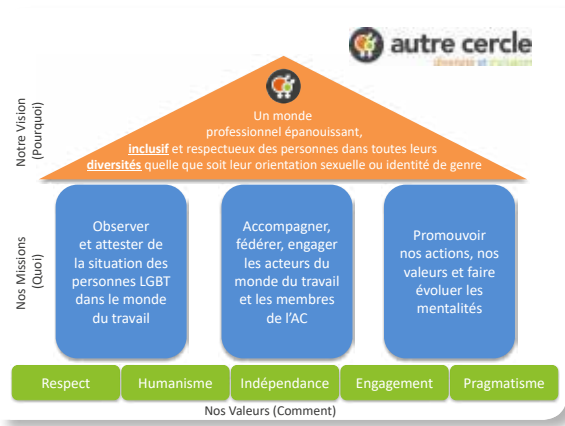 autre cercle
diversité et inclusion
Notre Vision
(Pourquoi)
Un monde
professionnel épanouissant,
inclusif et respectueux des personnes dans toutes leurs
diversités quelle que soit leur orientation sexuelle ou identité de genre
Nos Missions
(Quoi)
Observer
et attester de
la situation des
personnes LGBT
dans le monde
du travail
Accompagner,
fédérer, engager
les acteurs du
monde du travail
et les membres
de l’AC
Promouvoir
nos actions, nos
valeurs et faire
évoluer les
mentalités
Respect
Humanisme
Indépendance
Engagement
Pragmatisme
Nos Valeurs (Comment)